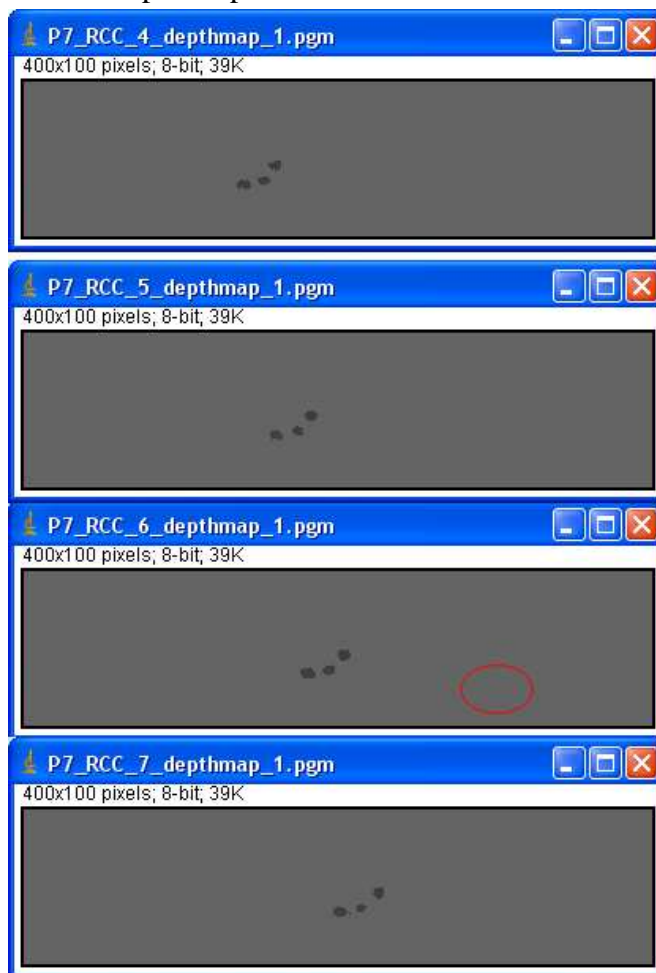 P7_RCC_4_depthmap_1.pgm
400x100 pixels; 8-bit; 39K
P7_RCC_5_depthmap_1.pgm
400x100 pixels; 8-bit; 39K
P7_RCC_6_depthmap_1.pgm
400x100 pixels; 8-bit; 39K
P7_RCC_7_depthmap_1.pgm
400x100 pixels; 8-bit; 39K